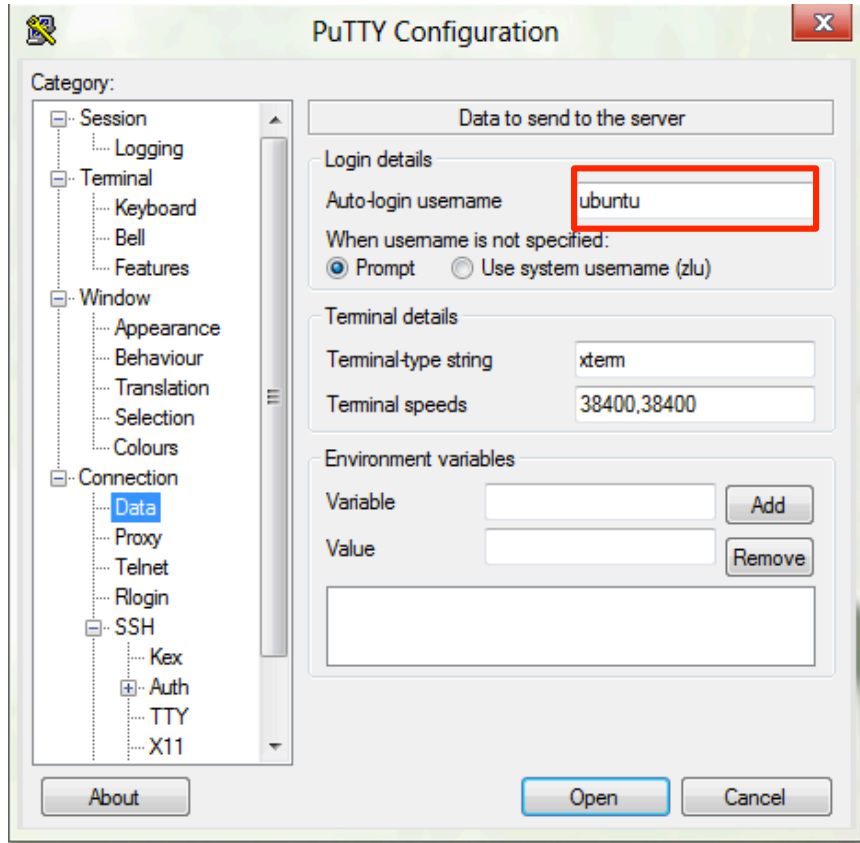 PuTTY Configuration
X
Category:
Session
Logging
Terminal
Keyboard
Bell
Features
Window
Appearance
Behaviour
Translation
Selection
Colours
Connection
Data
Proxy
Telnet
Rlogin
SSH
Kex
Auth
TTY
X11
Data to send to the server
Login details
Auto-login username ubuntu
When username is not specified:
Prompt Use system username (zlu)
Terminal details
Terminal-type string xterm
Terminal speeds 38400,38400
Environment variables
Variable Add
Value Remove
About Open Cancel